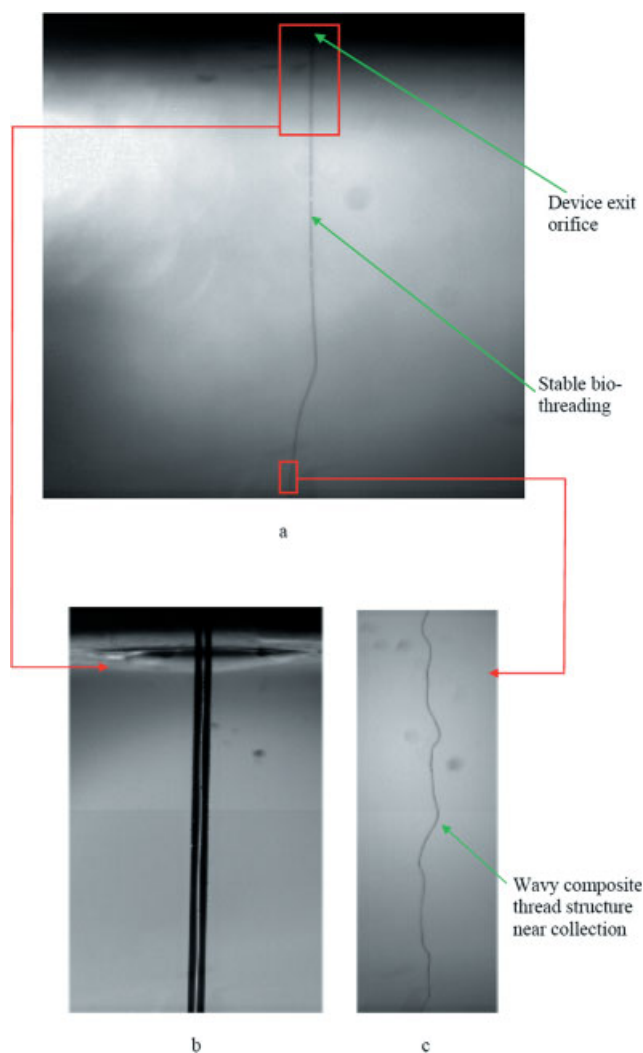 Device exit
orifice
Stable bio-
threading
a
Wavy composite
thread structure
near collection
b
c